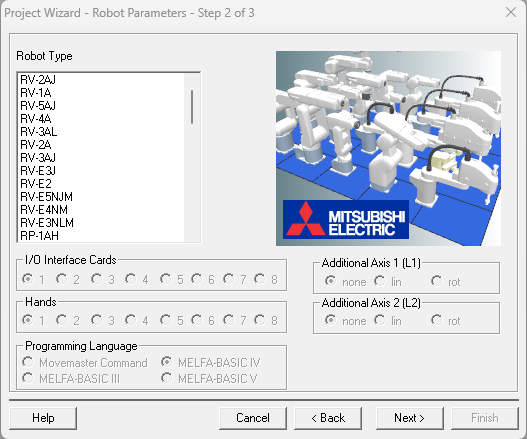 Project Wizard - Robot Parameters - Step 2 of 3
Robot Type
RV-2AJ
RV-1A
RV-5AJ
RV-4A
RV-3AL
RV-2A
RV-3AJ
RV-E3J
RV-E2
RV-E5NJM
RV-E4NM
RV-E3NLM
RP-1AH
MITSUBISHI
ELECTRIC
I/O Interface Cards
1 2 3 4 5 6 7 8
Hands
1 2 3 4 5 6 7 8
Programming Language
Movemaster Command MELFA-BASIC IV
MELFA-BASIC III MELFA-BASIC V
Additional Axis 1 (L1)
none lin rot
Additional Axis 2 (L2)
none lin rot
Help Cancel < Back Next > Finish